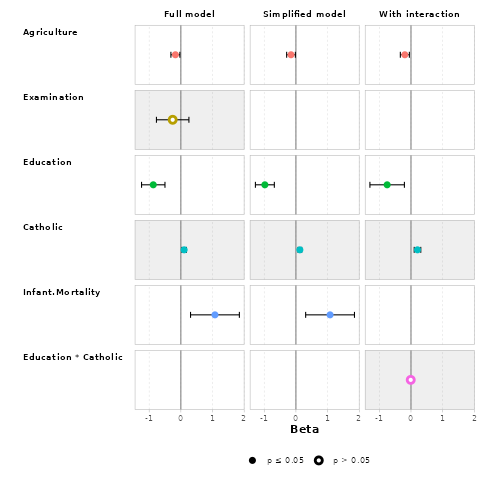 Full model Simplified model With interaction
Agriculture
Examination
Education
Catholic
Infant.Mortality
Education * Catholic
-1 0 1 2 -1 0 1 2 -1 0 1 2
Beta
p ≤ 0.05 p > 0.05